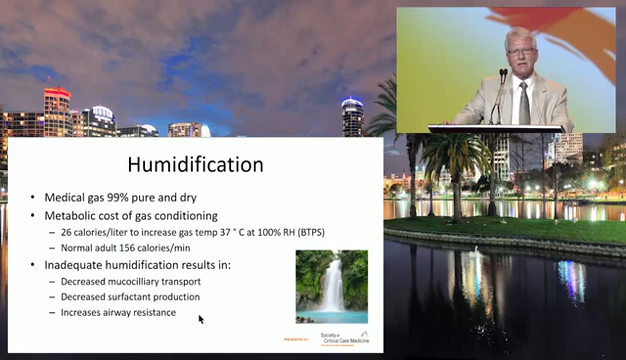 Humidification
• Medical gas 99% pure and dry
• Metabolic cost of gas conditioning
– 26 calories/liter to increase gas temp 37 ° C at 100% RH (BTPS)
– Normal adult 156 calories/min
• Inadequate humidification results in:
– Decreased mucocilliary transport
– Decreased surfactant production
– Increases airway resistance
PRESENTED BY:
Society of
Critical Care Medicine